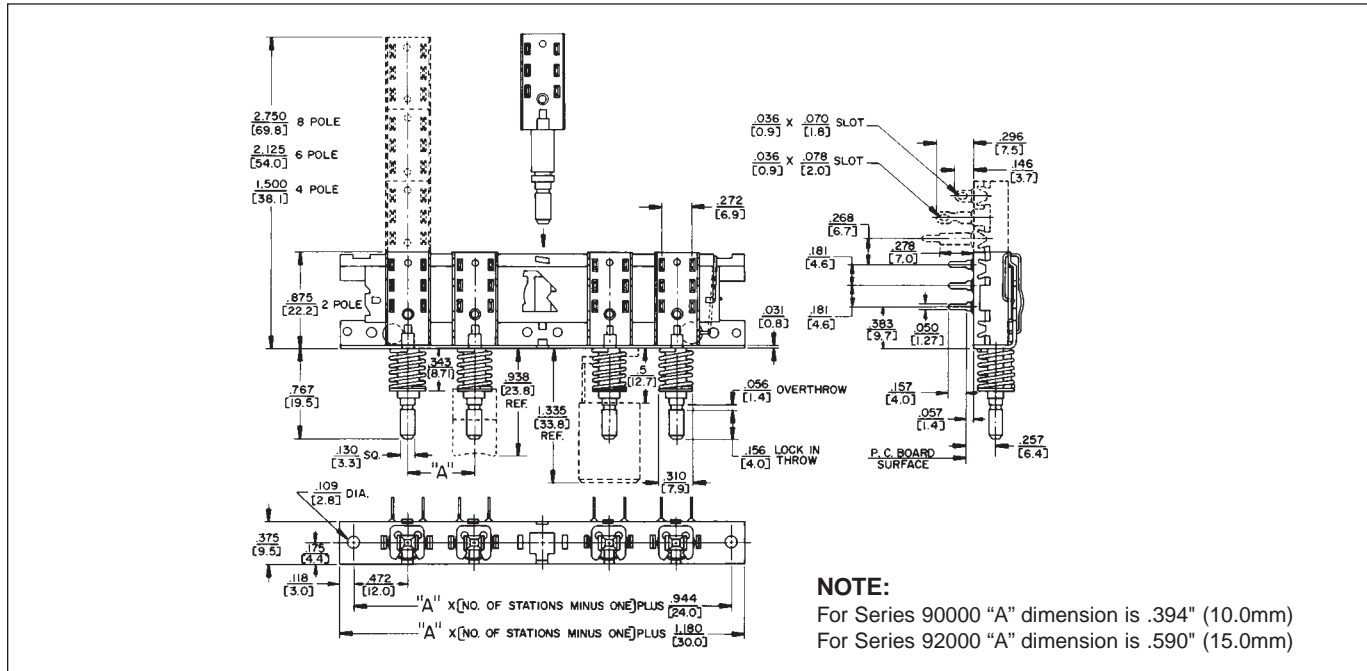 2.750 [69.8] 8 POLE
2.125 [54.0] 6 POLE
1.500 [38.1] 4 POLE
.875 [22.2] 2 POLE
.767 [19.5]
.272 [6.9]
.031 (0.8)
.343 [8.71]
.938 [23.8] REF.
1.335 [33.8] REF.
.5 [12.7]
.056 [1.4] OVERTHROW
.156 [4.0] LOCK IN THROW
.130 [3.3] SQ.
"A"
.310 [7.9]
.109 [2.8] DIA.
.375 [9.5]
.175 [4.4]
.118 [3.0]
.472 [12.0]
"A" X [NO. OF STATIONS MINUS ONE] PLUS .944 [24.0]
"A" X [NO. OF STATIONS MINUS ONE] PLUS 1.180 [30.0]
.036 [0.9] X .070 [1.8] SLOT
.036 [0.9] X .078 [2.0] SLOT
.296 [7.5]
.146 [3.7]
.268 [6.7]
.278 [7.0]
.181 [4.6]
.181 [4.6]
.383 [9.7]
.050 [1.27]
.157 [4.0]
.057 [1.4]
P. C. BOARD
SURFACE
.257 [6.4]
NOTE:
For Series 90000 “A” dimension is .394" (10.0mm)
For Series 92000 “A” dimension is .590" (15.0mm)